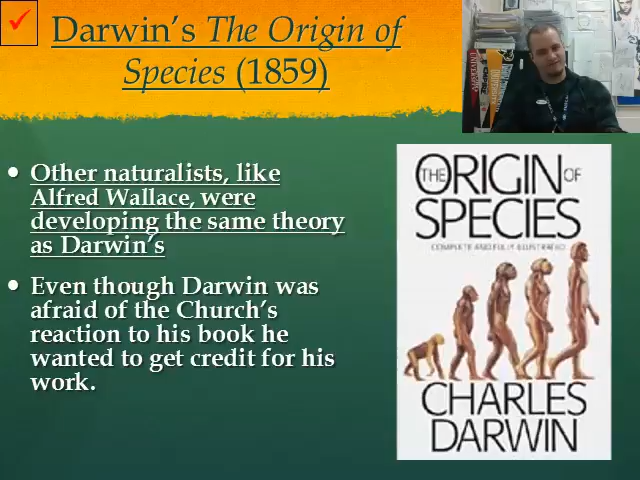 Darwin's The Origin of
Species (1859)
• Other naturalists, like
Alfred Wallace, were
developing the same theory
as Darwin's
• Even though Darwin was
afraid of the Church's
reaction to his book he
wanted to get credit for his
work.
THE ORIGIN OF
SPECIES
COMPLETE AND FULLY ILLUSTRATED
CHARLES
DARWIN